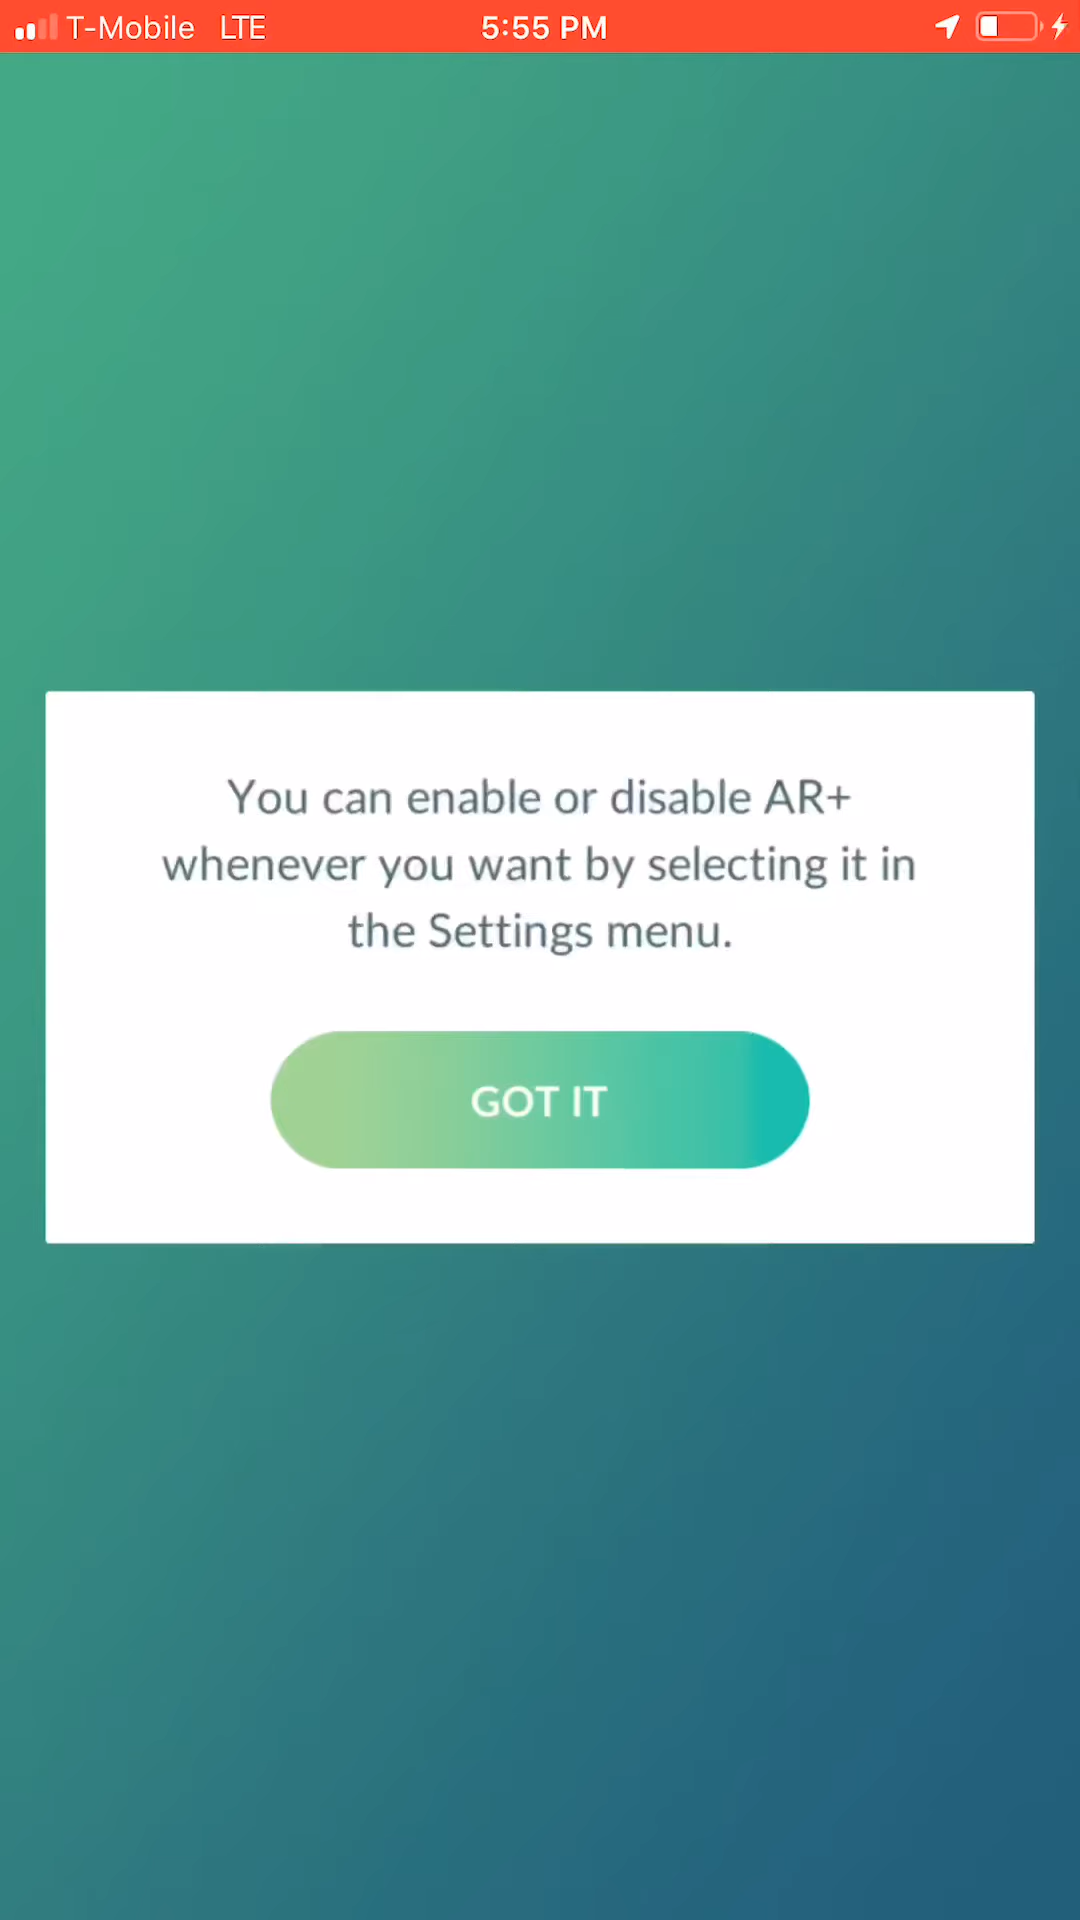 T-Mobile LTE 5:55 PM
You can enable or disable AR+
whenever you want by selecting it in
the Settings menu.
GOT IT